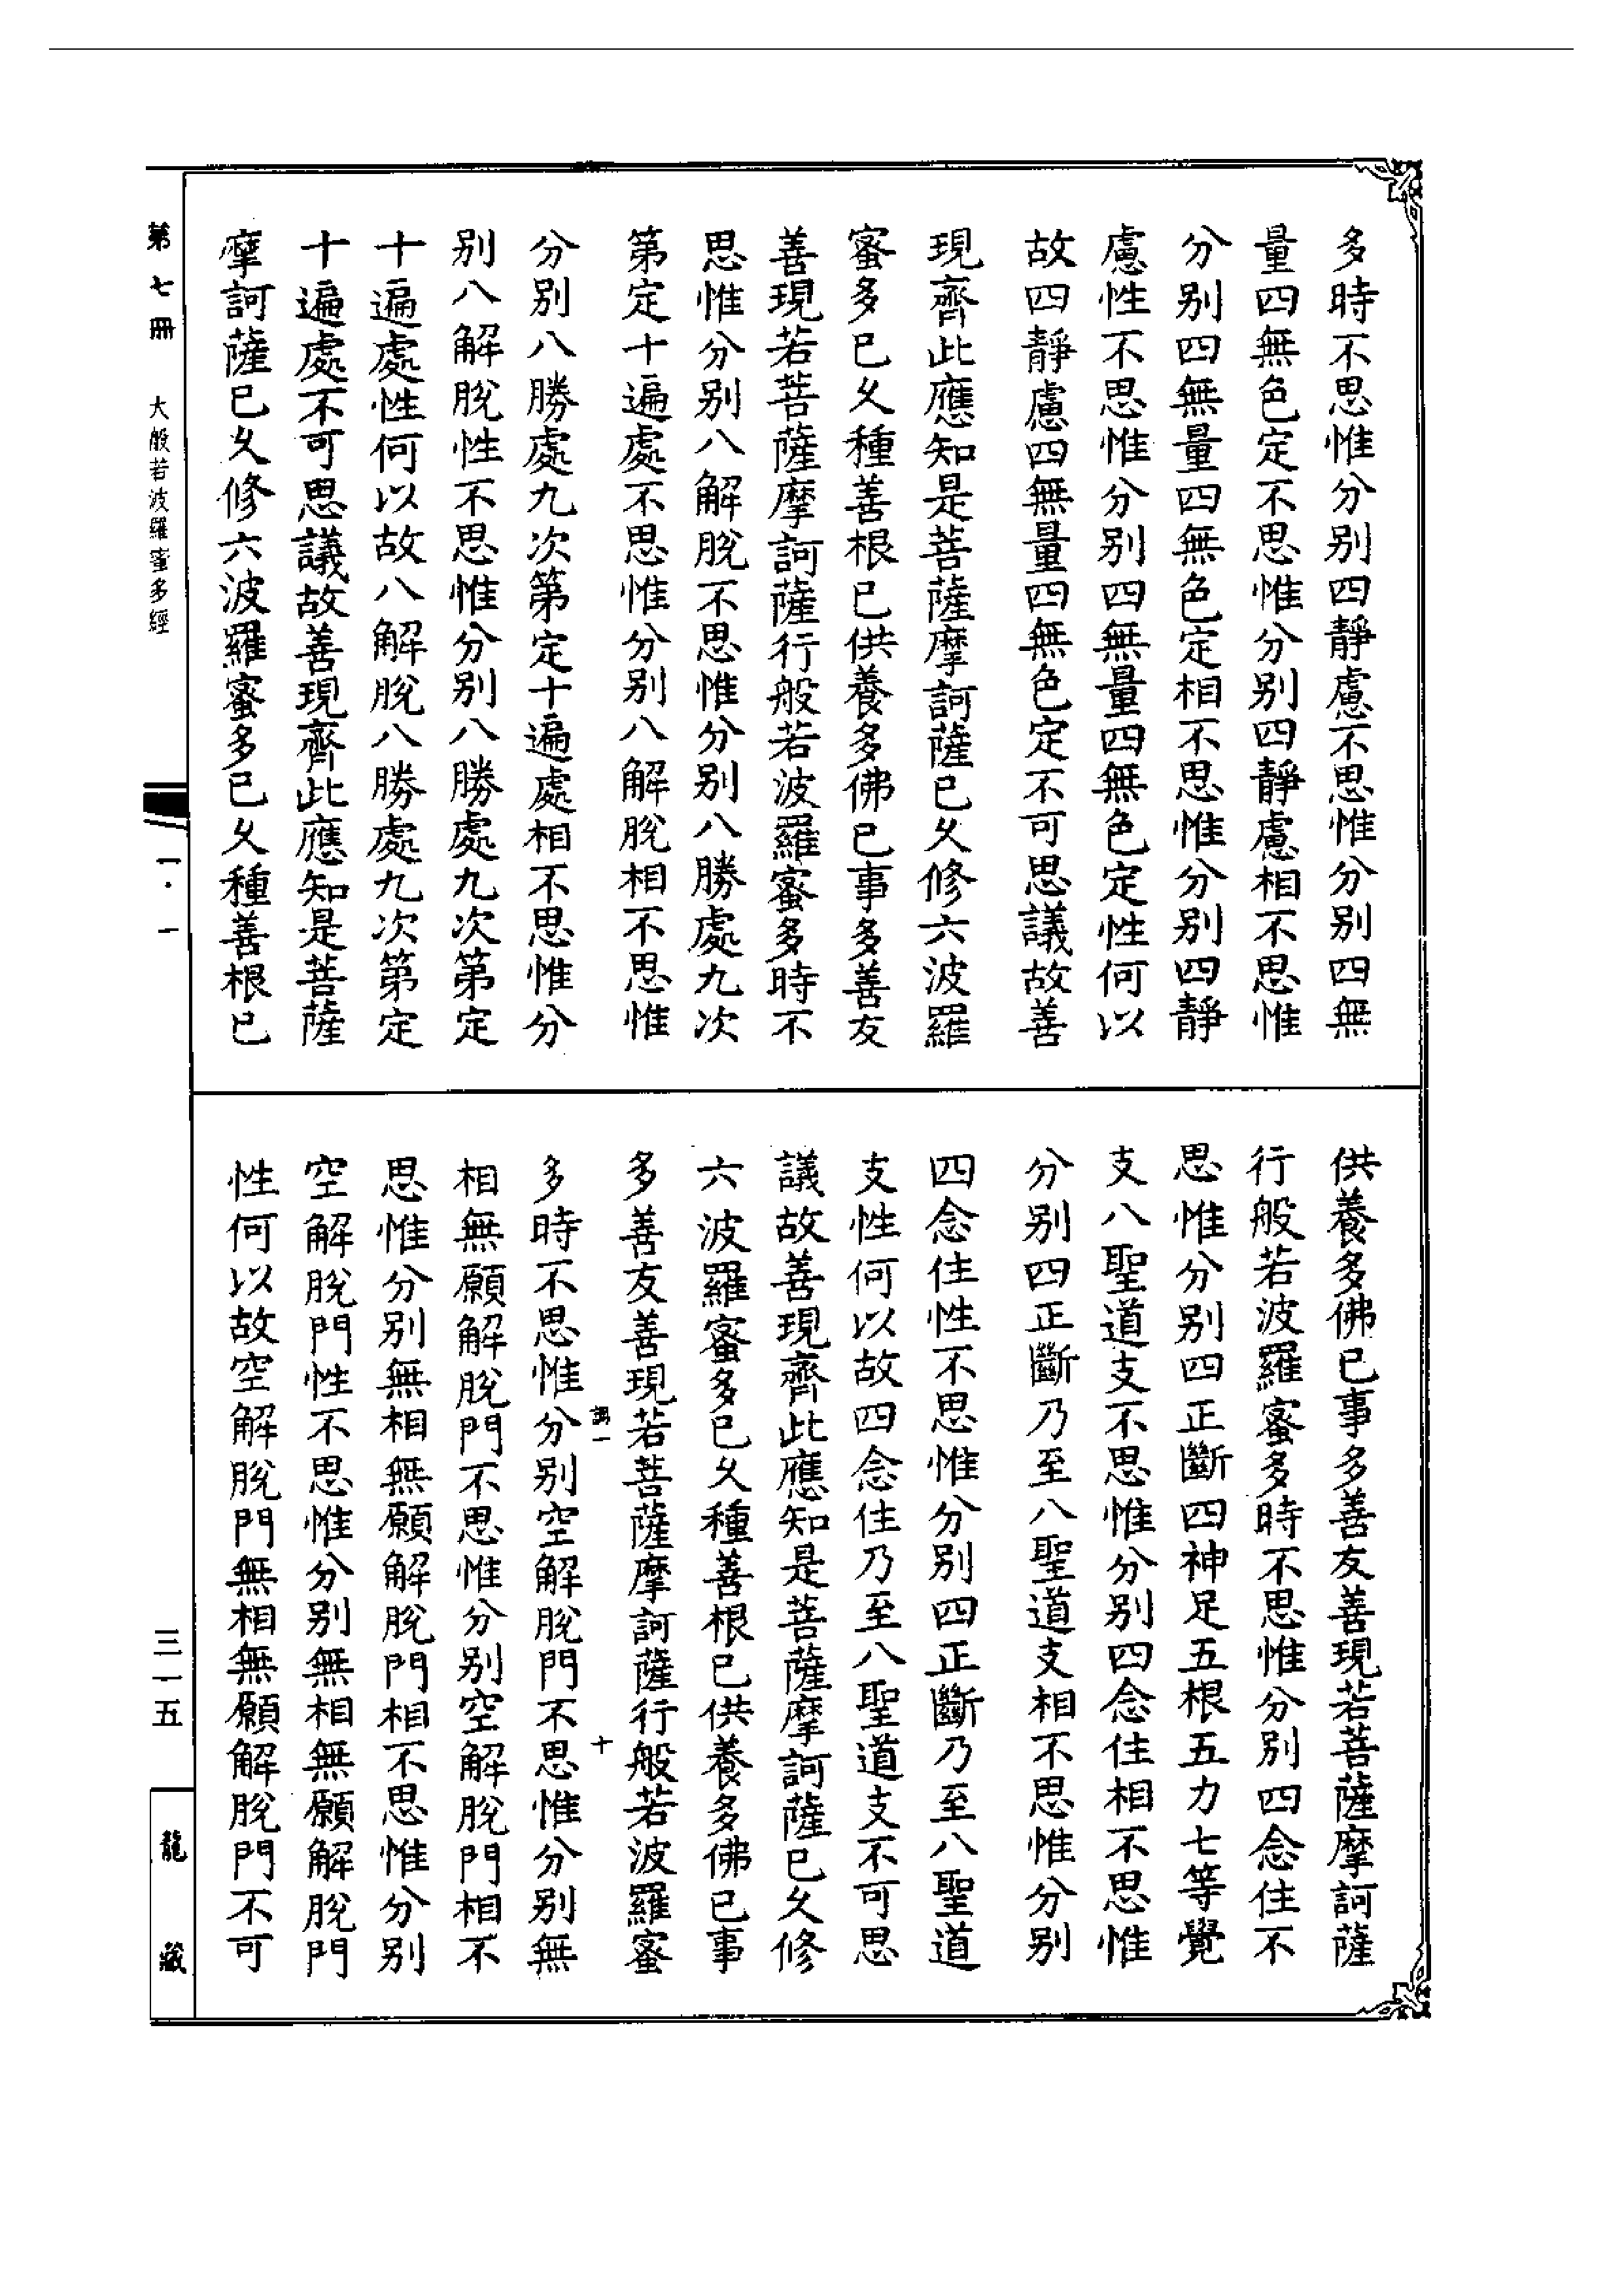 多時不思惟分別四靜慮不思惟分別四無
量四無色定不思惟分別四靜慮相不思惟
分別四無量四無色定相不思惟分別四靜
慮性不思惟分別四無量四無色定性何以
故四靜慮四無量四無色定不可思議故善
現齊此應知是菩薩摩訶薩已久修六波羅
蜜多已久種善根已供養多佛已事多善友
善現若菩薩摩訶薩行般若波羅蜜多時不
思惟分別八解脫不思惟分別八勝處九次
第定十遍處不思惟分別八解脫相不思惟
分別八勝處九次第定十遍處相不思惟分
別八解脫性不思惟分別八勝處九次第定
十遍處性何以故八解脫八勝處九次第定
十遍處不可思議故善現齊此應知是菩薩
摩訶薩已久修六波羅蜜多已久種善根已
供養多佛已事多善友善現若菩薩摩訶薩
行般若波羅蜜多時不思惟分別四念住不
思惟分別四正斷四神足五根五力七等覺
支八聖道支不思惟分別四念住相不思惟
分別四正斷乃至八聖道支相不思惟分別
四念住性不思惟分別四正斷乃至八聖道
支性何以故四念住乃至八聖道支不可思
議故善現齊此應知是菩薩摩訶薩已久修
六波羅蜜多已久種善根已供養多佛已事
多善友善現若菩薩摩訶薩行般若波羅蜜
一 十
多時不思惟分別空解脫門不思惟分別無
相無願解脫門不思惟分別空解脫門相不
思惟分別無相無願解脫門相不思惟分別
空解脫門性不思惟分別無相無願解脫門
性何以故空解脫門無相無願解脫門不可
第七冊 大般若波羅蜜多經
一·一
三一五
龍藏